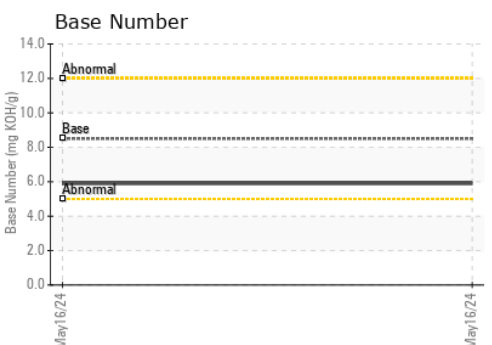 Base Number
14.0
Abnormal
12.0
10.0
Base
8.0
6.0
Abnormal
4.0
2.0
0.0
Base Number (mg KOH/g)
May16/24
May16/24